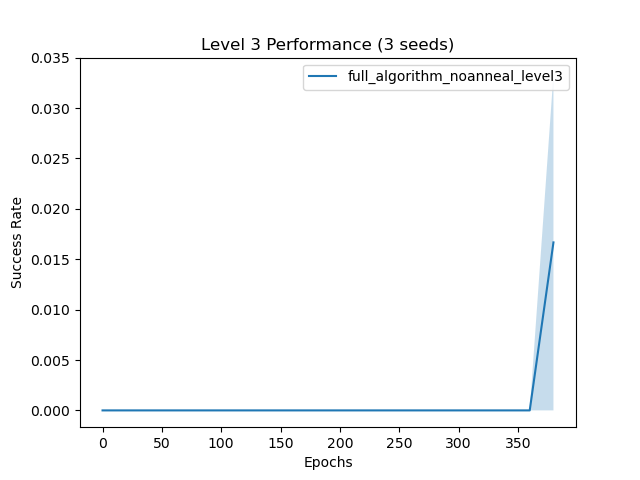 Level 3 Performance (3 seeds)
full_algorithm_noanneal_level3
Success Rate
0.035
0.030
0.025
0.020
0.015
0.010
0.005
0.000
0 50 100 150 200 250 300 350
Epochs